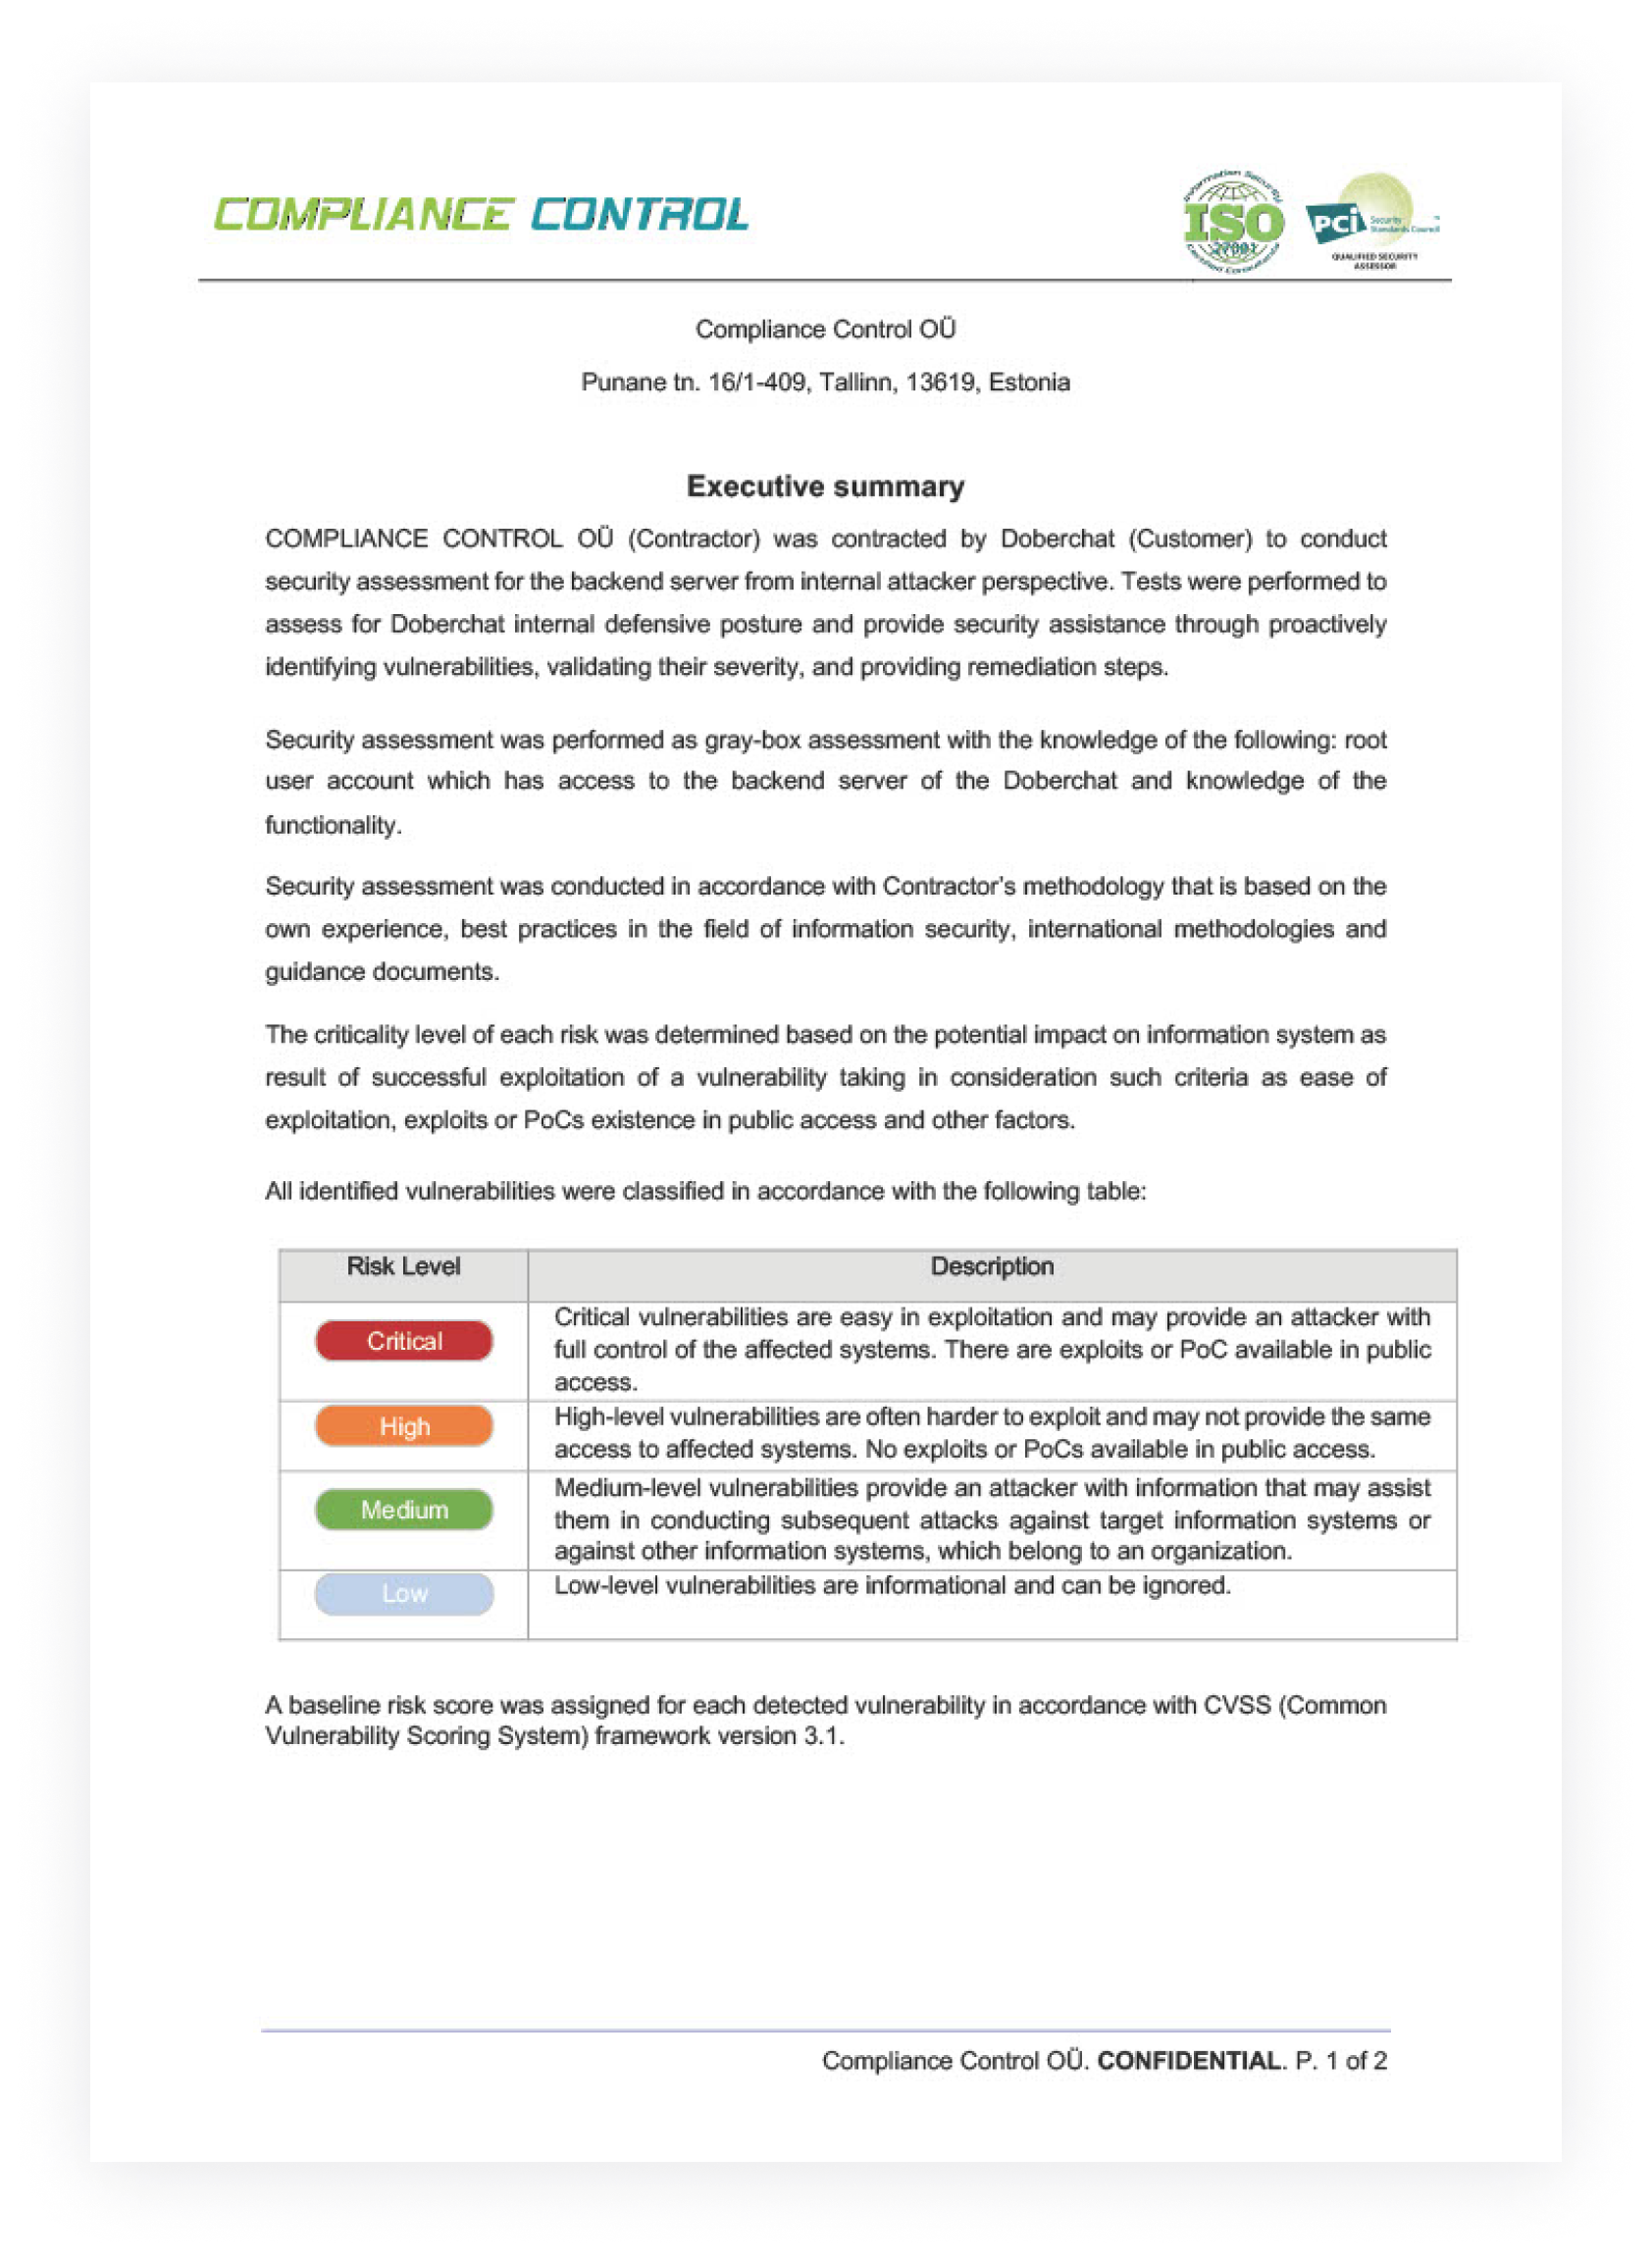 COMPLIANCE CONTROL
Information Security
ISO
27001
Certified Consultants
PCi
Security
Standards Council
QUALIFIED SECURITY
ASSESSOR
Compliance Control OÜ
Punane tn. 16/1-409, Tallinn, 13619, Estonia
Executive summary
COMPLIANCE CONTROL OÜ (Contractor) was contracted by Doberchat (Customer) to conduct
security assessment for the backend server from internal attacker perspective. Tests were performed to
assess for Doberchat internal defensive posture and provide security assistance through proactively
identifying vulnerabilities, validating their severity, and providing remediation steps.
Security assessment was performed as gray-box assessment with the knowledge of the following: root
user account which has access to the backend server of the Doberchat and knowledge of the
functionality.
Security assessment was conducted in accordance with Contractor's methodology that is based on the
own experience, best practices in the field of information security, international methodologies and
guidance documents.
The criticality level of each risk was determined based on the potential impact on information system as
result of successful exploitation of a vulnerability taking in consideration such criteria as ease of
exploitation, exploits or PoCs existence in public access and other factors.
All identified vulnerabilities were classified in accordance with the following table:
Risk Level
Description
Critical
Critical vulnerabilities are easy in exploitation and may provide an attacker with
full control of the affected systems. There are exploits or PoC available in public
access.
High
High-level vulnerabilities are often harder to exploit and may not provide the same
access to affected systems. No exploits or PoCs available in public access.
Medium
Medium-level vulnerabilities provide an attacker with information that may assist
them in conducting subsequent attacks against target information systems or
against other information systems, which belong to an organization.
Low
Low-level vulnerabilities are informational and can be ignored.
A baseline risk score was assigned for each detected vulnerability in accordance with CVSS (Common
Vulnerability Scoring System) framework version 3.1.
Compliance Control OÜ. CONFIDENTIAL. P. 1 of 2